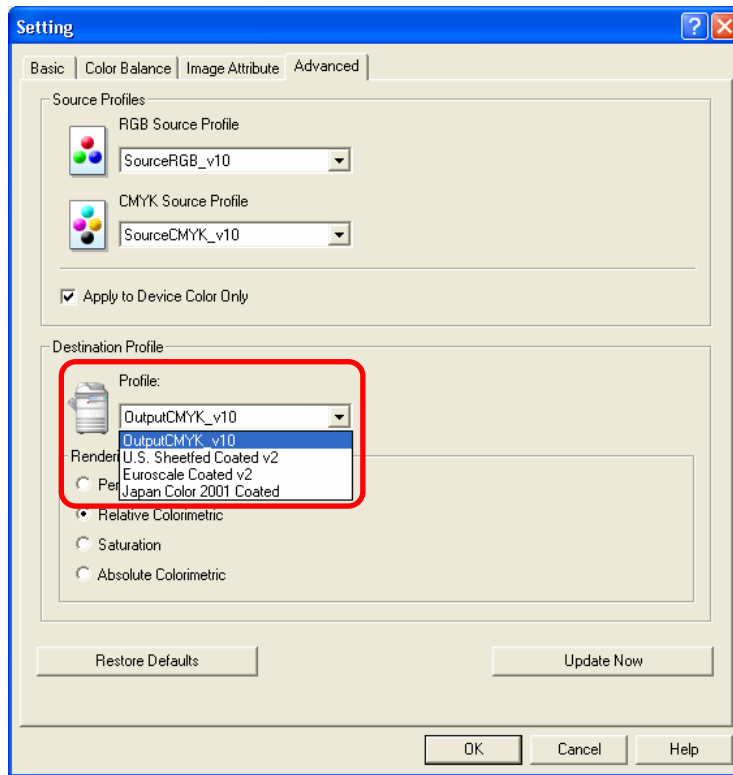 Setting
Basic Color Balance Image Attribute Advanced
Source Profiles
RGB Source Profile
SourceRGB_v10
CMYK Source Profile
SourceCMYK_v10
Apply to Device Color Only
Destination Profile
Profile:
OutputCMYK_v10
OutputCMYK_v10
U.S. Sheetfed Coated v2
Euroscale Coated v2
Japan Color 2001 Coated
Relative Colorimetric
Saturation
Absolute Colorimetric
Restore Defaults Update Now
OK Cancel Help